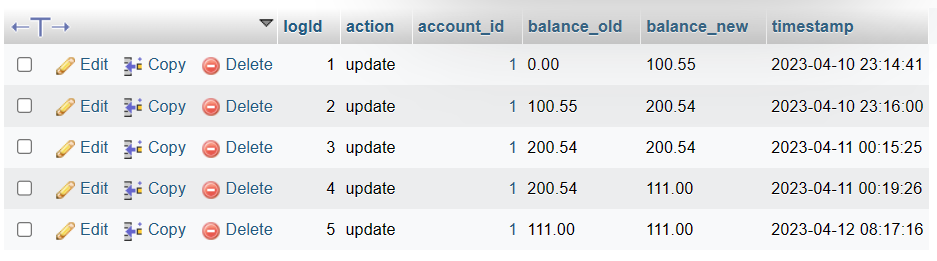 logId action account_id balance_old balance_new timestamp
Edit Copy Delete 1 update 1 0.00 100.55 2023-04-10 23:14:41
Edit Copy Delete 2 update 1 100.55 200.54 2023-04-10 23:16:00
Edit Copy Delete 3 update 1 200.54 200.54 2023-04-11 00:15:25
Edit Copy Delete 4 update 1 200.54 111.00 2023-04-11 00:19:26
Edit Copy Delete 5 update 1 111.00 111.00 2023-04-12 08:17:16